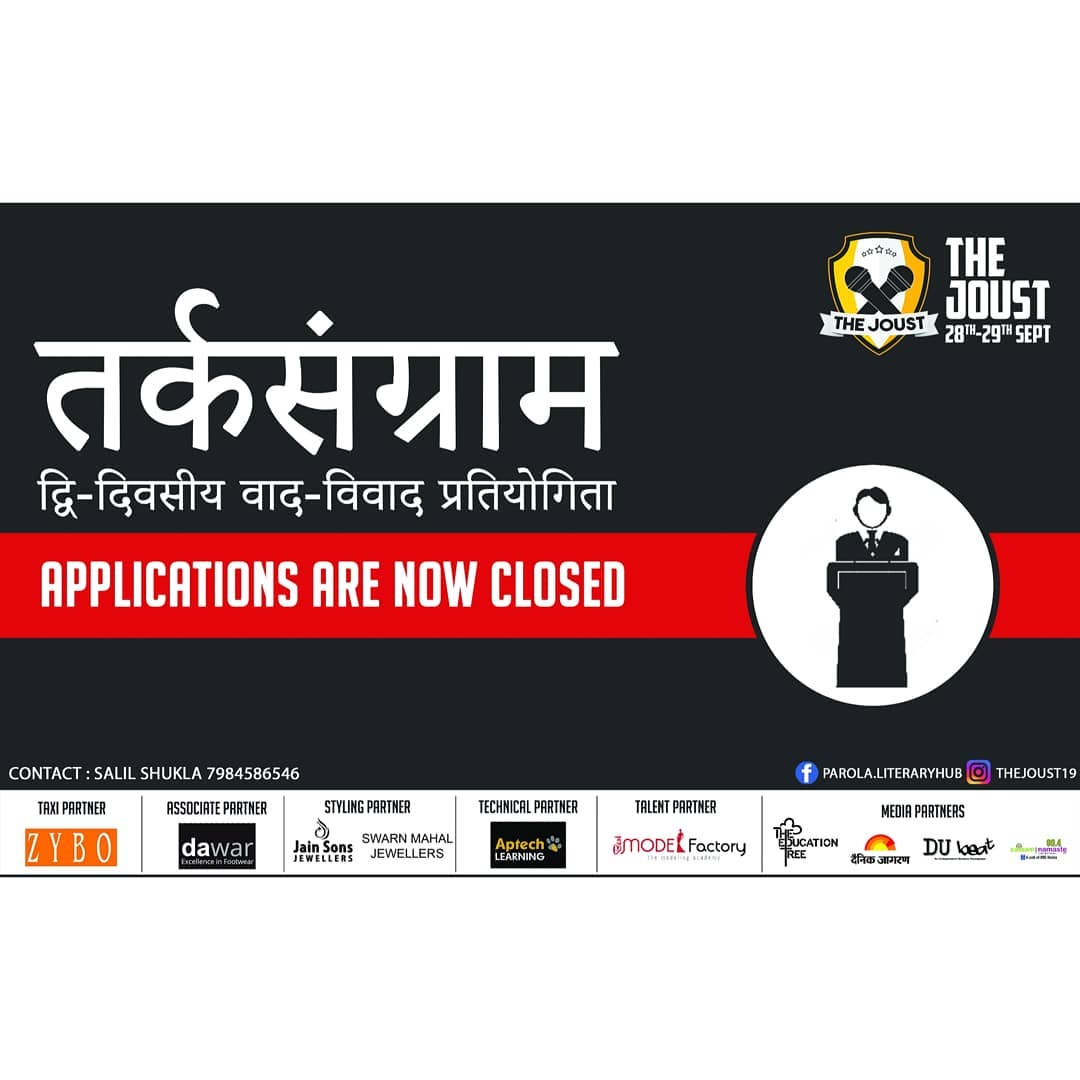 THE JOUST
THE
JOUST
28TH-29TH SEPT
तर्कसंग्राम
द्वि-दिवसीय वाद-विवाद प्रतियोगिता
APPLICATIONS ARE NOW CLOSED
CONTACT : SALIL SHUKLA 7984586546
PAROLA.LITERARYHUB
THEJOUST19
TAXI PARTNER
ZYBO
ASSOCIATE PARTNER
dawar
Excellence in Footwear
STYLING PARTNER
Jain Sons
JEWELLERS
SWARN MAHAL
JEWELLERS
TECHNICAL PARTNER
Aptech
LEARNING
TALENT PARTNER
MODEL Factory
the modeling academy
MEDIA PARTNERS
THE
EDUCATION
TREE
दैनिक जागरण
DU beat
90.4
namaste